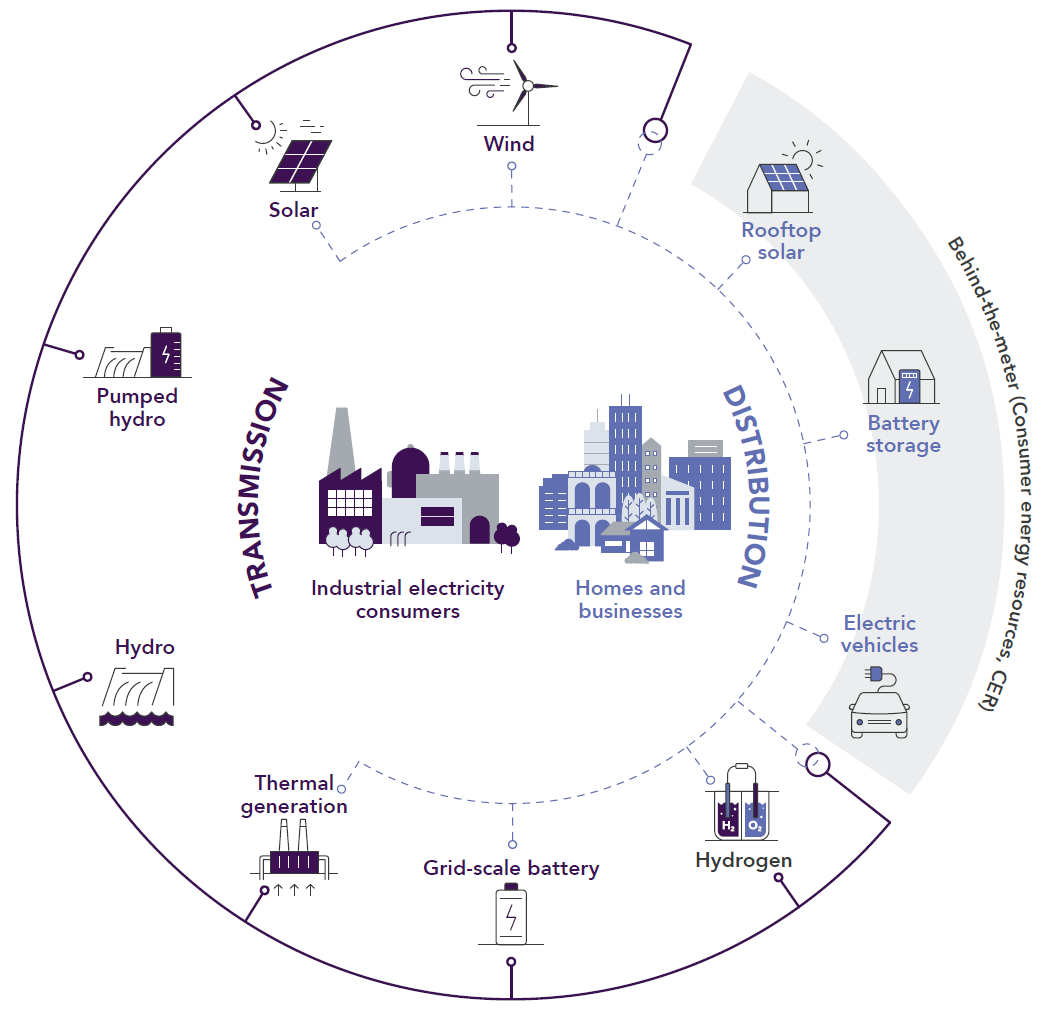 Wind
Solar
Rooftop
solar
Behind-the-meter (Consumer energy resources, CER)
Pumped
hydro
TRANSMISSION
DISTRIBUTION
Battery
storage
Industrial electricity
consumers
Homes and
businesses
Electric
vehicles
Hydro
Thermal
generation
H₂
O₂
Hydrogen
Grid-scale battery